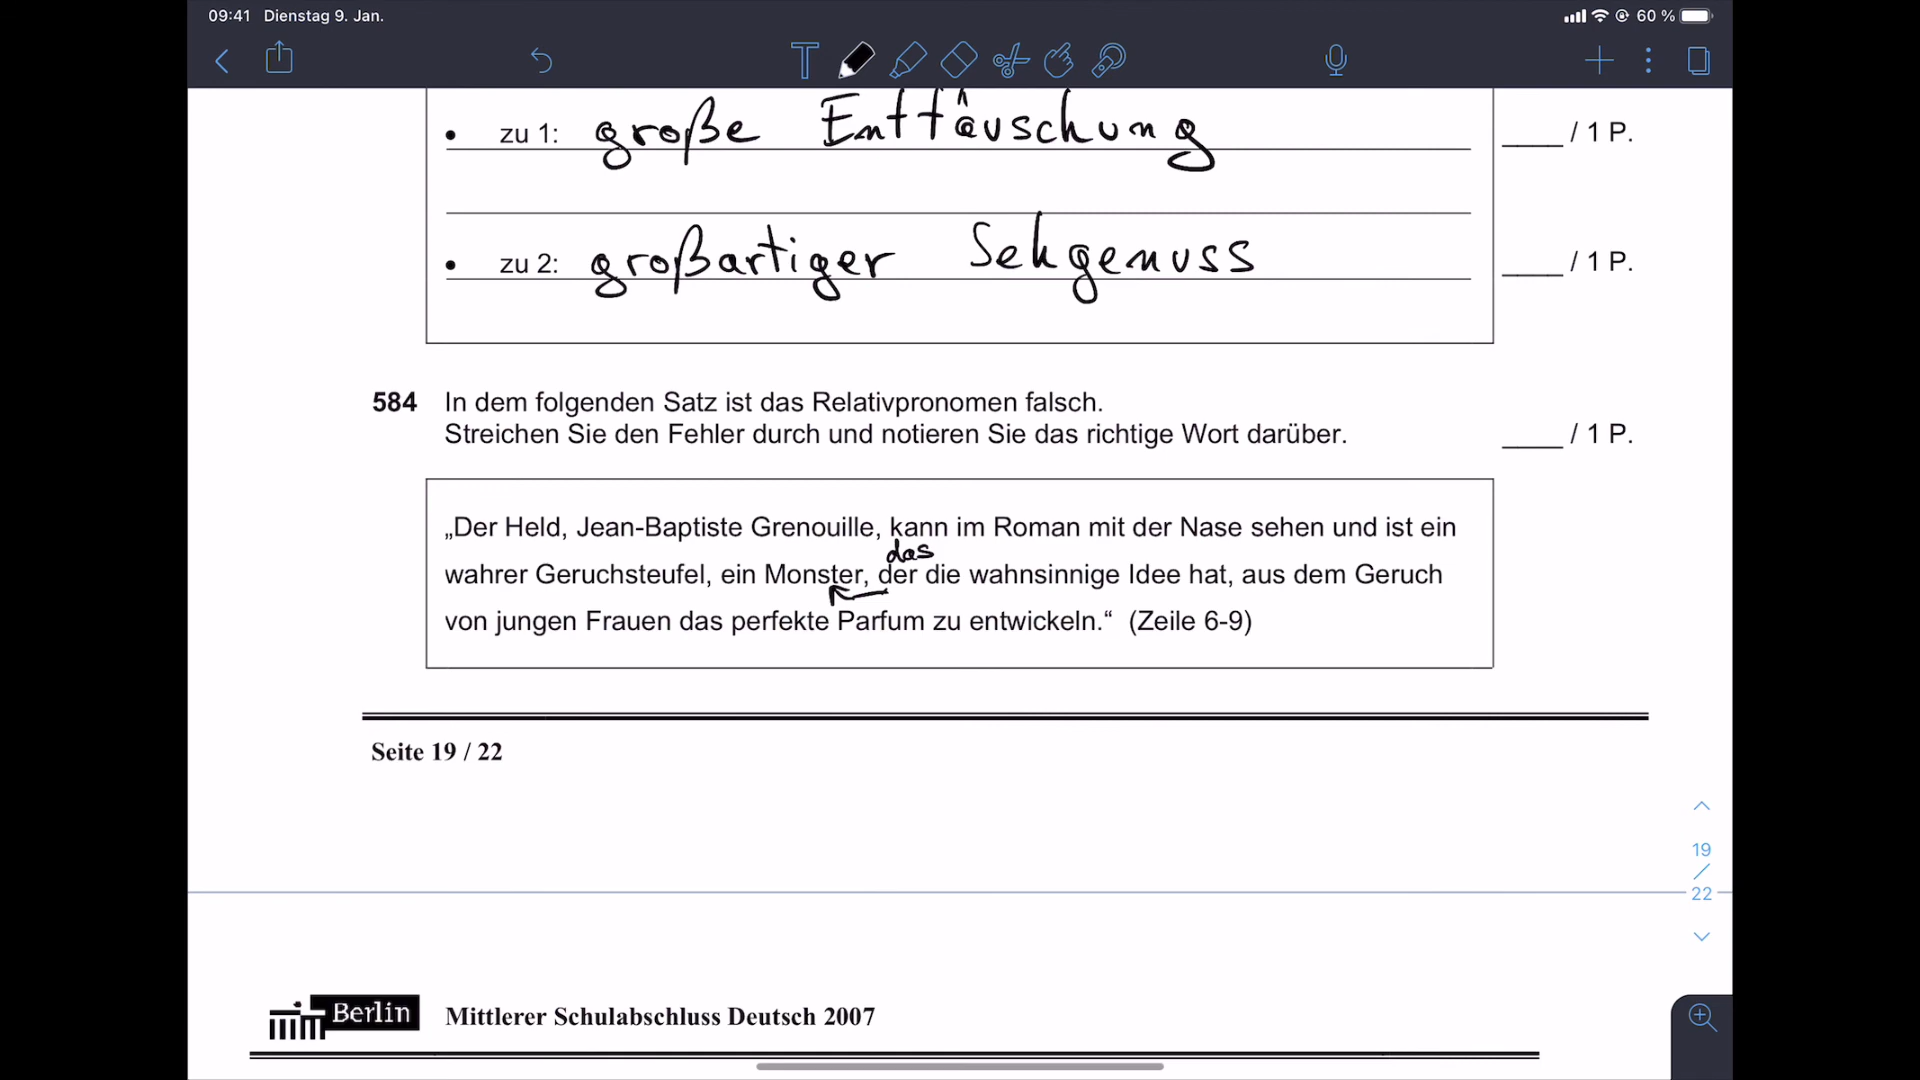 09:41 Dienstag 9. Jan.
60 %
• zu 1: große Enttäuschung ____ / 1 P.
• zu 2: großartiger Sehgenuss ____ / 1 P.
584 In dem folgenden Satz ist das Relativpronomen falsch.
Streichen Sie den Fehler durch und notieren Sie das richtige Wort darüber. ____ / 1 P.
„Der Held, Jean-Baptiste Grenouille, kann im Roman mit der Nase sehen und ist ein
das
wahrer Geruchsteufel, ein Monster, der die wahnsinnige Idee hat, aus dem Geruch
von jungen Frauen das perfekte Parfum zu entwickeln.“ (Zeile 6-9)
Seite 19 / 22
19
/
22
Berlin Mittlerer Schulabschluss Deutsch 2007